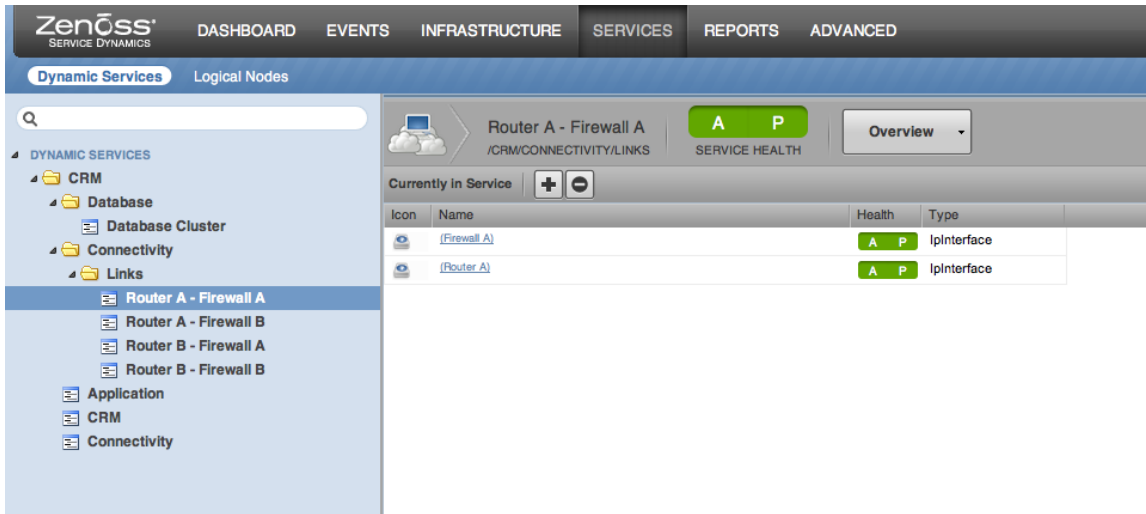 Zenoss
SERVICE DYNAMICS
DASHBOARD EVENTS INFRASTRUCTURE SERVICES REPORTS ADVANCED
Dynamic Services Logical Nodes
DYNAMIC SERVICES
CRM
Database
Database Cluster
Connectivity
Links
Router A - Firewall A
Router A - Firewall B
Router B - Firewall A
Router B - Firewall B
Application
CRM
Connectivity
Router A - Firewall A
/CRM/CONNECTIVITY/LINKS
A P
SERVICE HEALTH
Overview
Currently in Service
Icon Name Health Type
(Firewall A) A P IpInterface
(Router A) A P IpInterface